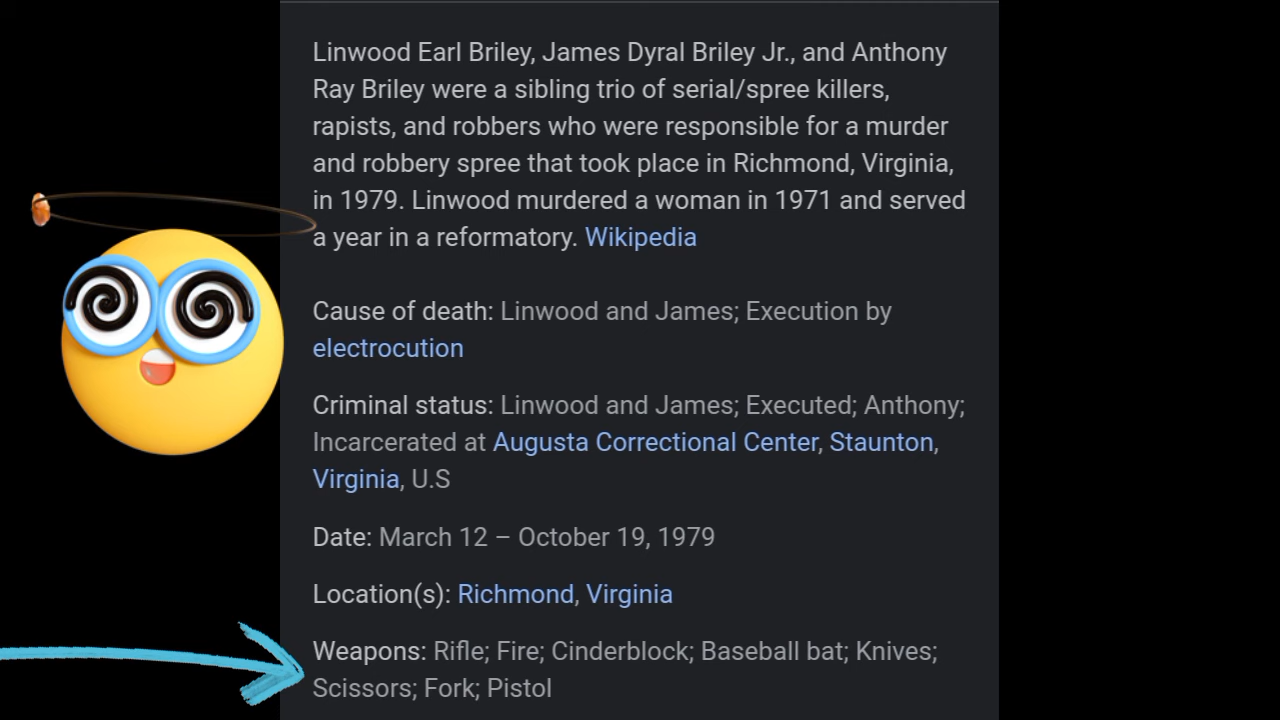 Linwood Earl Briley, James Dyral Briley Jr., and Anthony
Ray Briley were a sibling trio of serial/spree killers,
rapists, and robbers who were responsible for a murder
and robbery spree that took place in Richmond, Virginia,
in 1979. Linwood murdered a woman in 1971 and served
a year in a reformatory. Wikipedia
Cause of death: Linwood and James; Execution by
electrocution
Criminal status: Linwood and James; Executed; Anthony;
Incarcerated at Augusta Correctional Center, Staunton,
Virginia, U.S
Date: March 12 – October 19, 1979
Location(s): Richmond, Virginia
Weapons: Rifle; Fire; Cinderblock; Baseball bat; Knives;
Scissors; Fork; Pistol